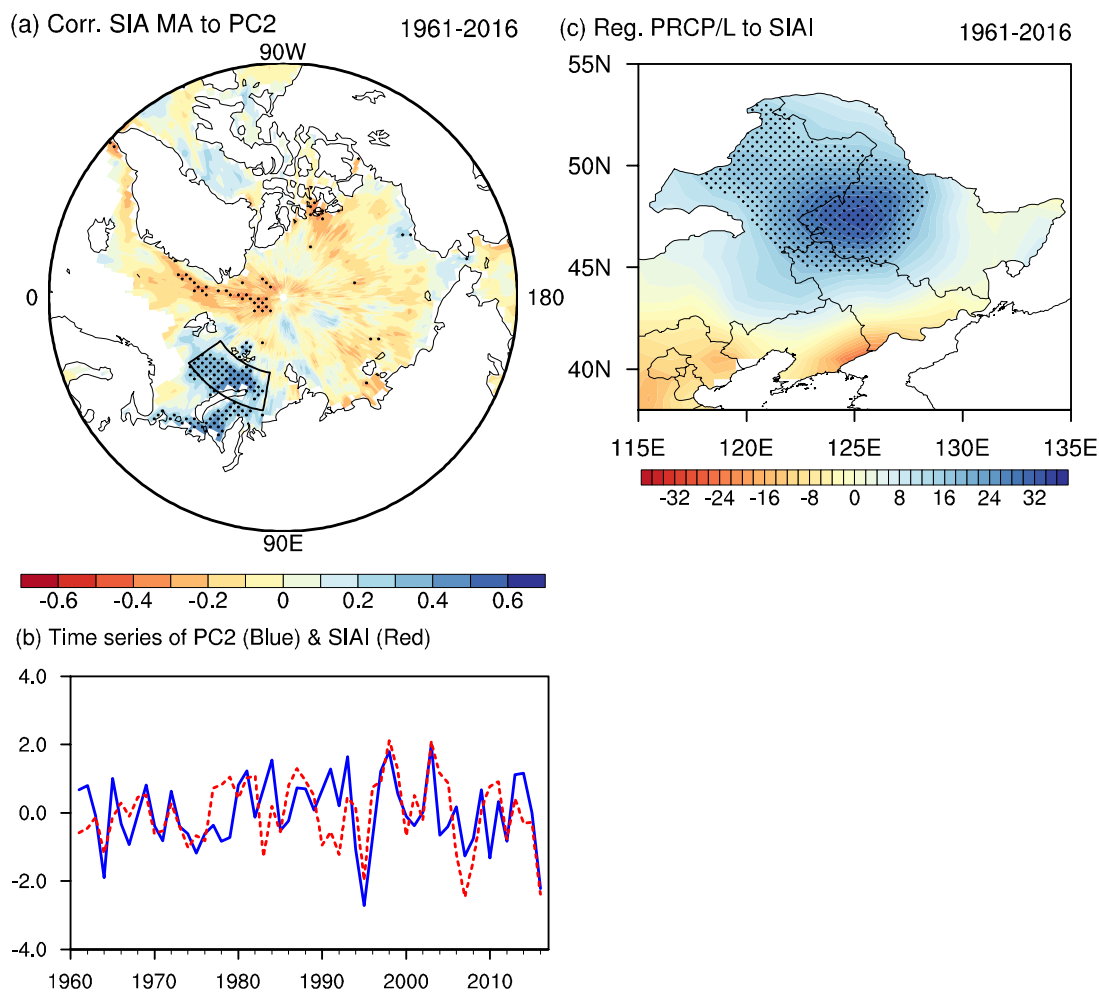 (a) Corr. SIA MA to PC2 1961-2016
90W
0
180
90E
-0.6 -0.4 -0.2 0 0.2 0.4 0.6
(b) Time series of PC2 (Blue) & SIAI (Red)
4.0
2.0
0.0
-2.0
-4.0
1960 1970 1980 1990 2000 2010
(c) Reg. PRCP/L to SIAI 1961-2016
55N
50N
45N
40N
115E 120E 125E 130E 135E
-32 -24 -16 -8 0 8 16 24 32